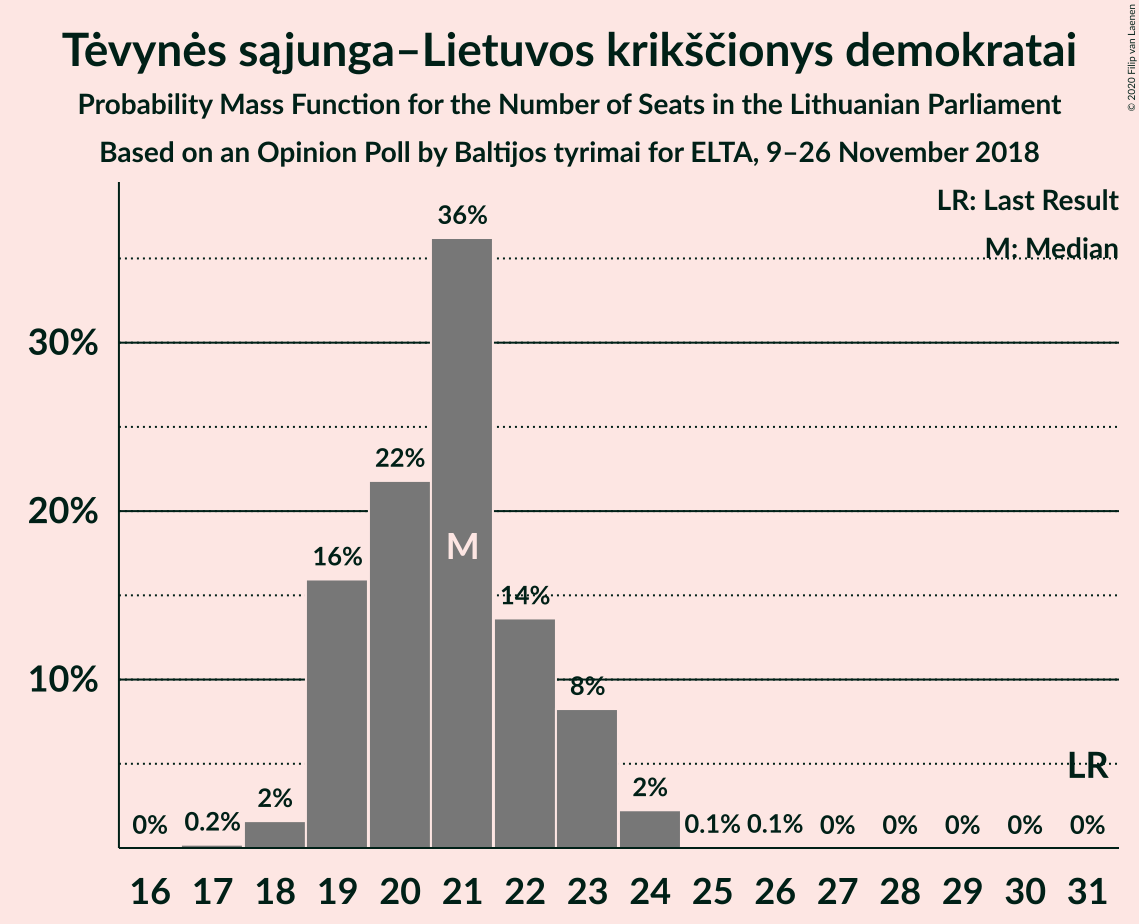 Tėvynės sąjunga–Lietuvos krikščionys demokratai
Probability Mass Function for the Number of Seats in the Lithuanian Parliament
Based on an Opinion Poll by Baltijos tyrimai for ELTA, 9–26 November 2018
© 2020 Filip van Laenen
LR: Last Result
M: Median
36%
30%
22%
20%
M
16%
14%
10%
8%
LR
0%
0.2%
2%
2%
0.1%
0.1%
0%
0%
0%
0%
0%
16 17 18 19 20 21 22 23 24 25 26 27 28 29 30 31